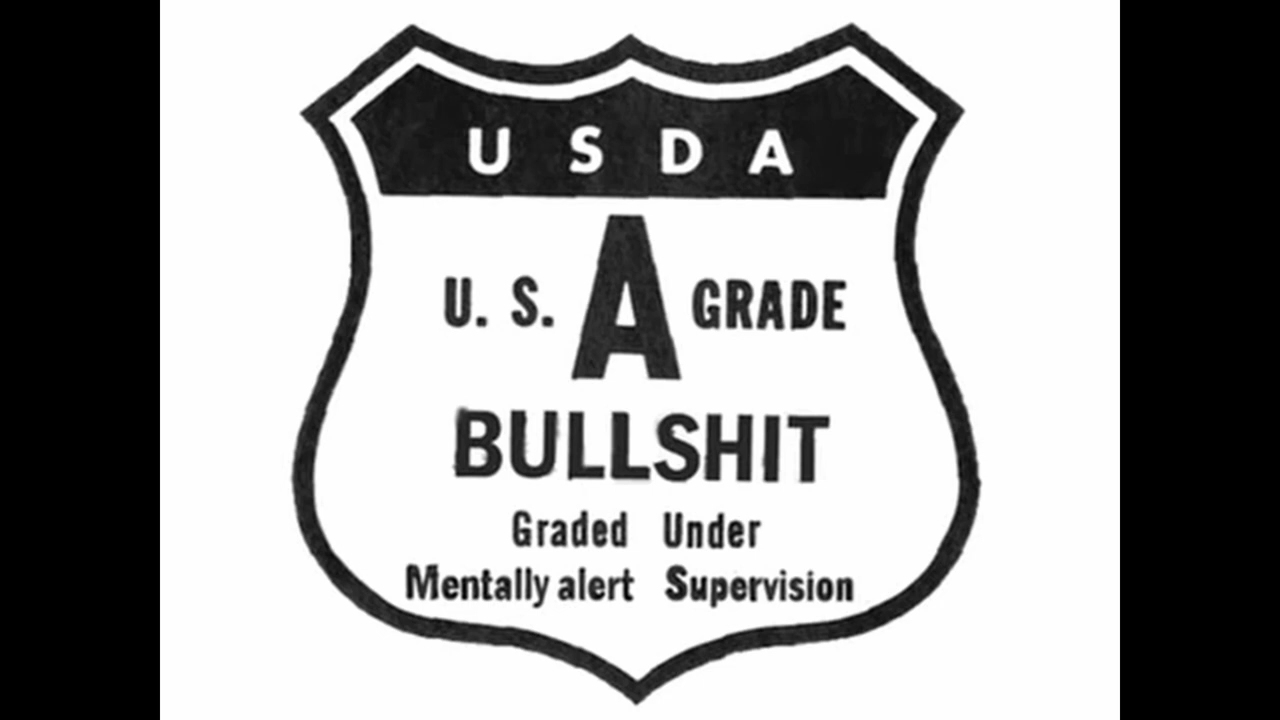 USDA
U. S. A GRADE
BULLSHIT
Graded Under
Mentally alert Supervision